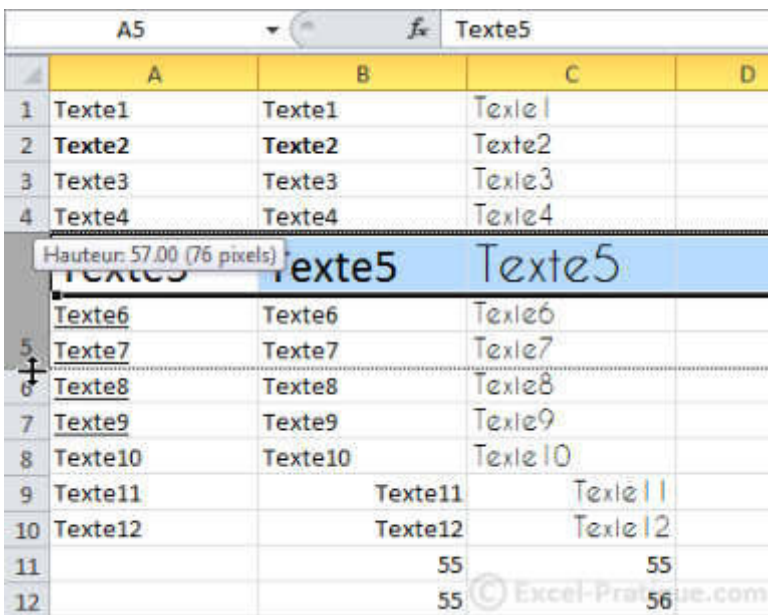 A5 fx Texte5
A B C D
1 Texte1 Texte1 Texte1
2 Texte2 Texte2 Texte2
3 Texte3 Texte3 Texte3
4 Texte4 Texte4 Texte4
Hauteur: 57.00 (76 pixels)
Texte5 Texte5 Texte5
Texte6 Texte6 Texte6
5 Texte7 Texte7 Texte7
6 Texte8 Texte8 Texte8
7 Texte9 Texte9 Texte9
8 Texte10 Texte10 Texte10
9 Texte11 Texte11 Texte11
10 Texte12 Texte12 Texte12
11 55 55
12 55 56
© Excel-Pratique.com